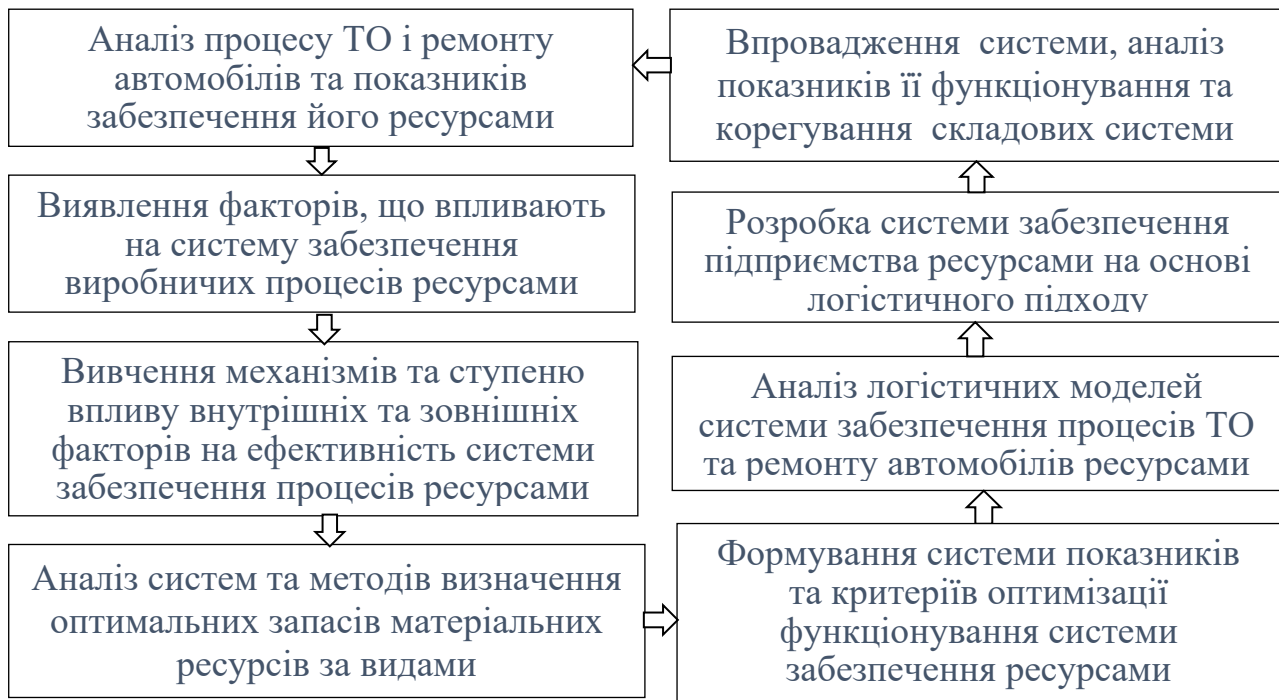 Аналіз процесу ТО і ремонту
автомобілів та показників
забезпечення його ресурсами
Виявлення факторів, що впливають
на систему забезпечення
виробничих процесів ресурсами
Вивчення механізмів та ступеню
впливу внутрішніх та зовнішніх
факторів на ефективність системи
забезпечення процесів ресурсами
Аналіз систем та методів визначення
оптимальних запасів матеріальних
ресурсів за видами
Формування системи показників
та критеріїв оптимізації
функціонування системи
забезпечення ресурсами
Аналіз логістичних моделей
системи забезпечення процесів ТО
та ремонту автомобілів ресурсами
Розробка системи забезпечення
підприємства ресурсами на основі
логістичного підходу
Впровадження системи, аналіз
показників її функціонування та
корегування складових системи